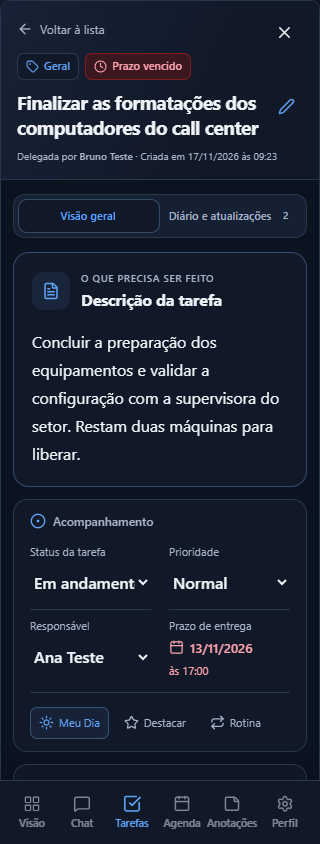 Voltar à lista
Geral
Prazo vencido
Finalizar as formatações dos
computadores do call center
Delegada por Bruno Teste · Criada em 17/11/2026 às 09:23
Visão geral
Diário e atualizações 2
O QUE PRECISA SER FEITO
Descrição da tarefa
Concluir a preparação dos
equipamentos e validar a
configuração com a supervisora do
setor. Restam duas máquinas para
liberar.
Acompanhamento
Status da tarefa
Prioridade
Em andament
Normal
Responsável
Prazo de entrega
Ana Teste
13/11/2026
às 17:00
Meu Dia
Destacar
Rotina
Visão
Chat
Tarefas
Agenda
Anotações
Perfil